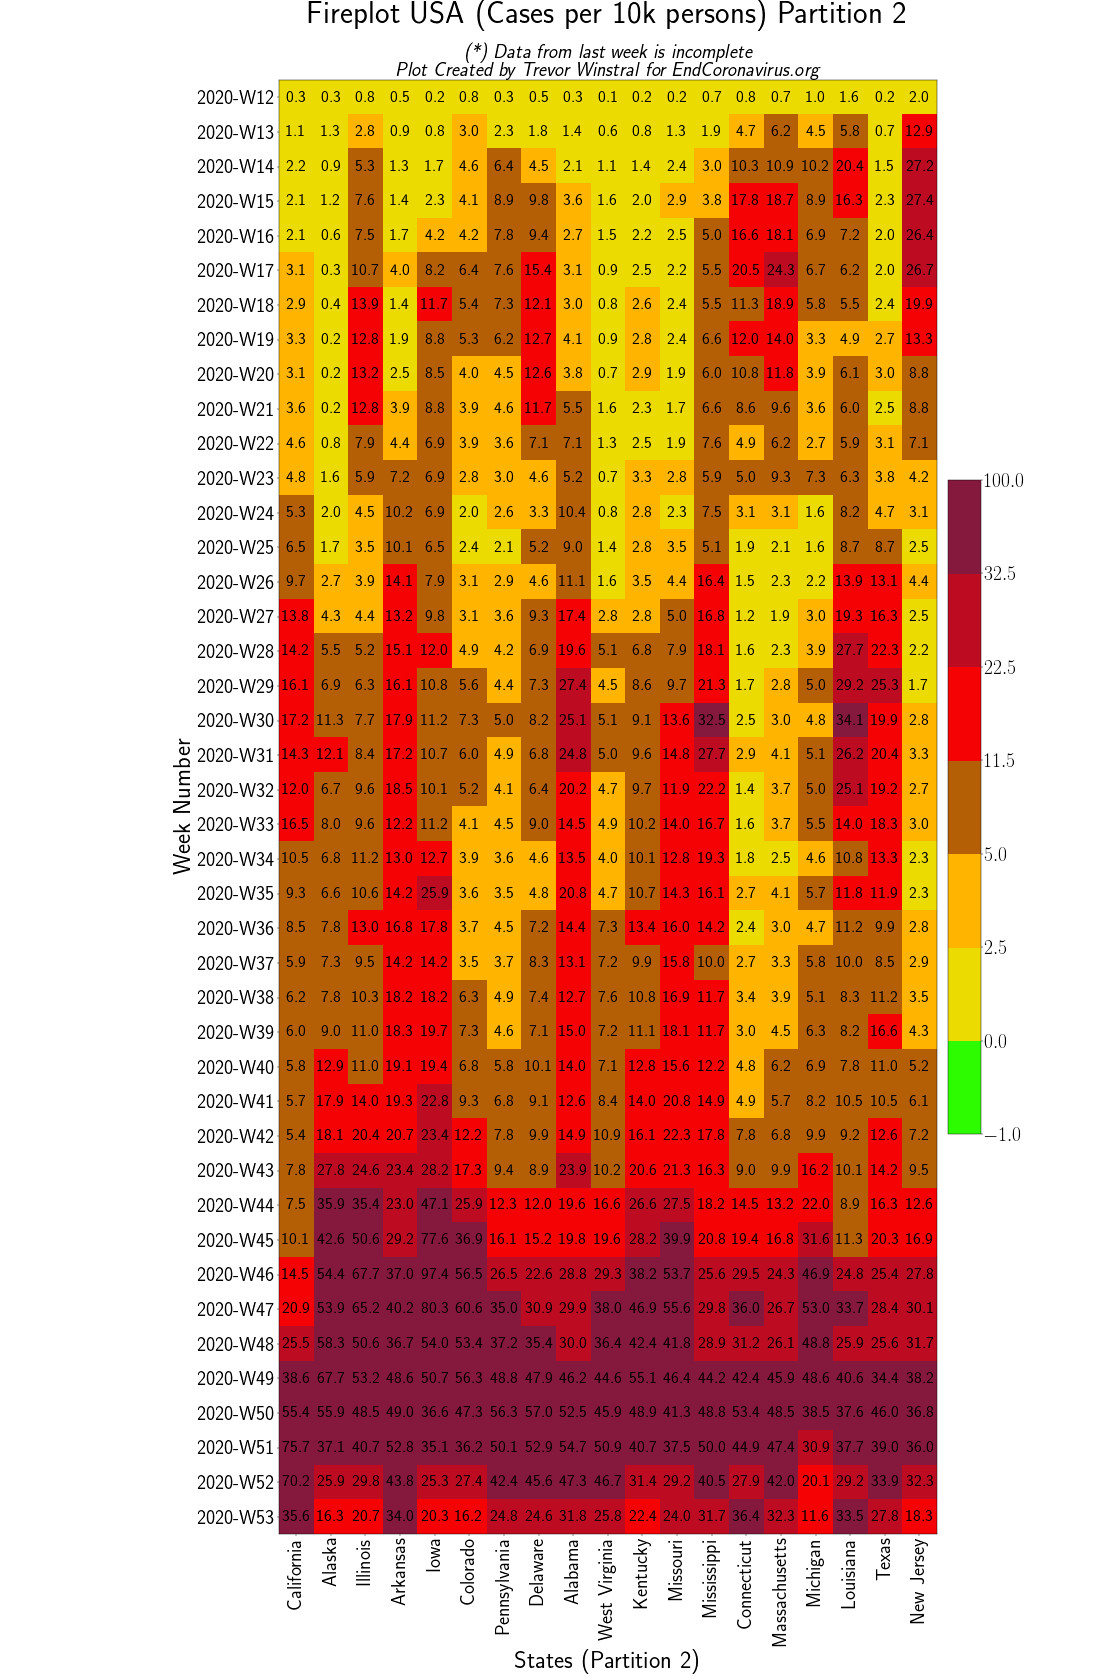 Fireplot USA (Cases per 10k persons) Partition 2
(*) Data from last week is incomplete
Plot Created by Trevor Winstral for EndCoronavirus.org
2020-W12 0.3 0.3 0.8 0.5 0.2 0.8 0.3 0.5 0.3 0.1 0.2 0.2 0.7 0.8 0.7 1.0 1.6 0.2 2.0
2020-W13 1.1 1.3 2.8 0.9 0.8 3.0 2.3 1.8 1.4 0.6 0.8 1.3 1.9 4.7 6.2 4.5 5.8 0.7 12.9
2020-W14 2.2 0.9 5.3 1.3 1.7 4.6 6.4 4.5 2.1 1.1 1.4 2.4 3.0 10.3 10.9 10.2 20.4 1.5 27.2
2020-W15 2.1 1.2 7.6 1.4 2.3 4.1 8.9 9.8 3.6 1.6 2.0 2.9 3.8 17.8 18.7 8.9 16.3 2.3 27.4
2020-W16 2.1 0.6 7.5 1.7 4.2 4.2 7.8 9.4 2.7 1.5 2.2 2.5 5.0 16.6 18.1 6.9 7.2 2.0 26.4
2020-W17 3.1 0.3 10.7 4.0 8.2 6.4 7.6 15.4 3.1 0.9 2.5 2.2 5.5 20.5 24.3 6.7 6.2 2.0 26.7
2020-W18 2.9 0.4 13.9 1.4 11.7 5.4 7.3 12.1 3.0 0.8 2.6 2.4 5.5 11.3 18.9 5.8 5.5 2.4 19.9
2020-W19 3.3 0.2 12.8 1.9 8.8 5.3 6.2 12.7 4.1 0.9 2.8 2.4 6.6 12.0 14.0 3.3 4.9 2.7 13.3
2020-W20 3.1 0.2 13.2 2.5 8.5 4.0 4.5 12.6 3.8 0.7 2.9 1.9 6.0 10.8 11.8 3.9 6.1 3.0 8.8
2020-W21 3.6 0.2 12.8 3.9 8.8 3.9 4.6 11.7 5.5 1.6 2.3 1.7 6.6 8.6 9.6 3.6 6.0 2.5 8.8
2020-W22 4.6 0.8 7.9 4.4 6.9 3.9 3.6 7.1 7.1 1.3 2.5 1.9 7.6 4.9 6.2 2.7 5.9 3.1 7.1
2020-W23 4.8 1.6 5.9 7.2 6.9 2.8 3.0 4.6 5.2 0.7 3.3 2.8 5.9 5.0 9.3 7.3 6.3 3.8 4.2
2020-W24 5.3 2.0 4.5 10.2 6.9 2.0 2.6 3.3 10.4 0.8 2.8 2.3 7.5 3.1 3.1 1.6 8.2 4.7 3.1
2020-W25 6.5 1.7 3.5 10.1 6.5 2.4 2.1 5.2 9.0 1.4 2.8 3.5 5.1 1.9 2.1 1.6 8.7 8.7 2.5
2020-W26 9.7 2.7 3.9 14.1 7.9 3.1 2.9 4.6 11.1 1.6 3.5 4.4 16.4 1.5 2.3 2.2 13.9 13.1 4.4
2020-W27 13.8 4.3 4.4 13.2 9.8 3.1 3.6 9.3 17.4 2.8 2.8 5.0 16.8 1.2 1.9 3.0 19.3 16.3 2.5
2020-W28 14.2 5.5 5.2 15.1 12.0 4.9 4.2 6.9 19.6 5.1 6.8 7.9 18.1 1.6 2.3 3.9 27.7 22.3 2.2
2020-W29 16.1 6.9 6.3 16.1 10.8 5.6 4.4 7.3 27.4 4.5 8.6 9.7 21.3 1.7 2.8 5.0 29.2 25.3 1.7
2020-W30 17.2 11.3 7.7 17.9 11.2 7.3 5.0 8.2 25.1 5.1 9.1 13.6 32.5 2.5 3.0 4.8 34.1 19.9 2.8
2020-W31 14.3 12.1 8.4 17.2 10.7 6.0 4.9 6.8 24.8 5.0 9.6 14.8 27.7 2.9 4.1 5.1 26.2 20.4 3.3
2020-W32 12.0 6.7 9.6 18.5 10.1 5.2 4.1 6.4 20.2 4.7 9.7 11.9 22.2 1.4 3.7 5.0 25.1 19.2 2.7
2020-W33 16.5 8.0 9.6 12.2 11.2 4.1 4.5 9.0 14.5 4.9 10.2 14.0 16.7 1.6 3.7 5.5 14.0 18.3 3.0
2020-W34 10.5 6.8 11.2 13.0 12.7 3.9 3.6 4.6 13.5 4.0 10.1 12.8 19.3 1.8 2.5 4.6 10.8 13.3 2.3
2020-W35 9.3 6.6 10.6 14.2 25.9 3.6 3.5 4.8 20.8 4.7 10.7 14.3 16.1 2.7 4.1 5.7 11.8 11.9 2.3
2020-W36 8.5 7.8 13.0 16.8 17.8 3.7 4.5 7.2 14.4 7.3 13.4 16.0 14.2 2.4 3.0 4.7 11.2 9.9 2.8
2020-W37 5.9 7.3 9.5 14.2 14.2 3.5 3.7 8.3 13.1 7.2 9.9 15.8 10.0 2.7 3.3 5.8 10.0 8.5 2.9
2020-W38 6.2 7.8 10.3 18.2 18.2 6.3 4.9 7.4 12.7 7.6 10.8 16.9 11.7 3.4 3.9 5.1 8.3 11.2 3.5
2020-W39 6.0 9.0 11.0 18.3 19.7 7.3 4.6 7.1 15.0 7.2 11.1 18.1 11.7 3.0 4.5 6.3 8.2 16.6 4.3
2020-W40 5.8 12.9 11.0 19.1 19.4 6.8 5.8 10.1 14.0 7.1 12.8 15.6 12.2 4.8 6.2 6.9 7.8 11.0 5.2
2020-W41 5.7 17.9 14.0 19.3 22.8 9.3 6.8 9.1 12.6 8.4 14.0 20.8 14.9 4.9 5.7 8.2 10.5 10.5 6.1
2020-W42 5.4 18.1 20.4 20.7 23.4 12.2 7.8 9.9 14.9 10.9 16.1 22.3 17.8 7.8 6.8 9.9 9.2 12.6 7.2
2020-W43 7.8 27.8 24.6 23.4 28.2 17.3 9.4 8.9 23.9 10.2 20.6 21.3 16.3 9.0 9.9 16.2 10.1 14.2 9.5
2020-W44 7.5 35.9 35.4 23.0 47.1 25.9 12.3 12.0 19.6 16.6 26.6 27.5 18.2 14.5 13.2 22.0 8.9 16.3 12.6
2020-W45 10.1 42.6 50.6 29.2 77.6 36.9 16.1 15.2 19.8 19.6 28.2 39.9 20.8 19.4 16.8 31.6 11.3 20.3 16.9
2020-W46 14.5 54.4 67.7 37.0 97.4 56.5 26.5 22.6 28.8 29.3 38.2 53.7 25.6 29.5 24.3 46.9 24.8 25.4 27.8
2020-W47 20.9 53.9 65.2 40.2 80.3 60.6 35.0 30.9 29.9 38.0 46.9 55.6 29.8 36.0 26.7 53.0 33.7 28.4 30.1
2020-W48 25.5 58.3 50.6 36.7 54.0 53.4 37.2 35.4 30.0 36.4 42.4 41.8 28.9 31.2 26.1 48.8 25.9 25.6 31.7
2020-W49 38.6 67.7 53.2 48.6 50.7 56.3 48.8 47.9 46.2 44.6 55.1 46.4 44.2 42.4 45.9 48.6 40.6 34.4 38.2
2020-W50 55.4 55.9 48.5 49.0 36.6 47.3 56.3 57.0 52.5 45.9 48.9 41.3 48.8 53.4 48.5 38.5 37.6 46.0 36.8
2020-W51 75.7 37.1 40.7 52.8 35.1 36.2 50.1 52.9 54.7 50.9 40.7 37.5 50.0 44.9 47.4 30.9 37.7 39.0 36.0
2020-W52 70.2 25.9 29.8 43.8 25.3 27.4 42.4 45.6 47.3 46.7 31.4 29.2 40.5 27.9 42.0 20.1 29.2 33.9 32.3
2020-W53 35.6 16.3 20.7 34.0 20.3 16.2 24.8 24.6 31.8 25.8 22.4 24.0 31.7 36.4 32.3 11.6 33.5 27.8 18.3
Week Number
California Alaska Illinois Arkansas Iowa Colorado Pennsylvania Delaware Alabama West Virginia Kentucky Missouri Mississippi Connecticut Massachusetts Michigan Louisiana Texas New Jersey
States (Partition 2)
100.0
32.5
22.5
11.5
5.0
2.5
0.0
−1.0